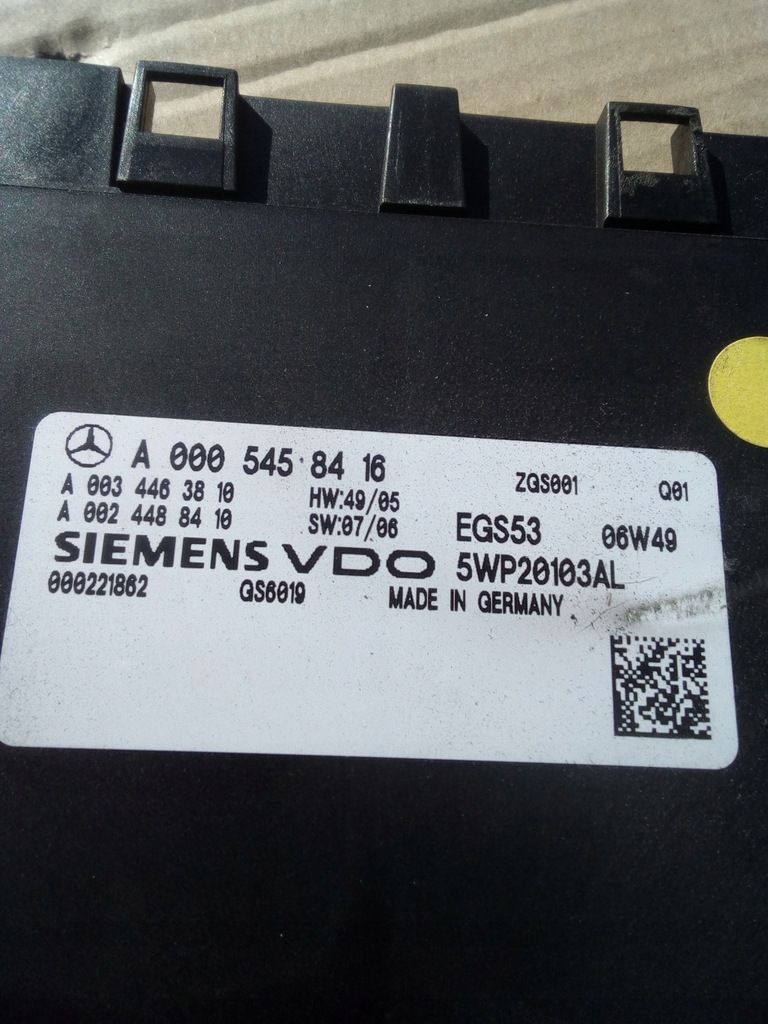 A 000 545 84 16
ZGS001 Q01
A 003 446 38 10 HW:49/05
A 002 448 84 10 SW:07/06 EGS53 06W49
SIEMENS VDO 5WP20103AL
000221862 GS6019 MADE IN GERMANY